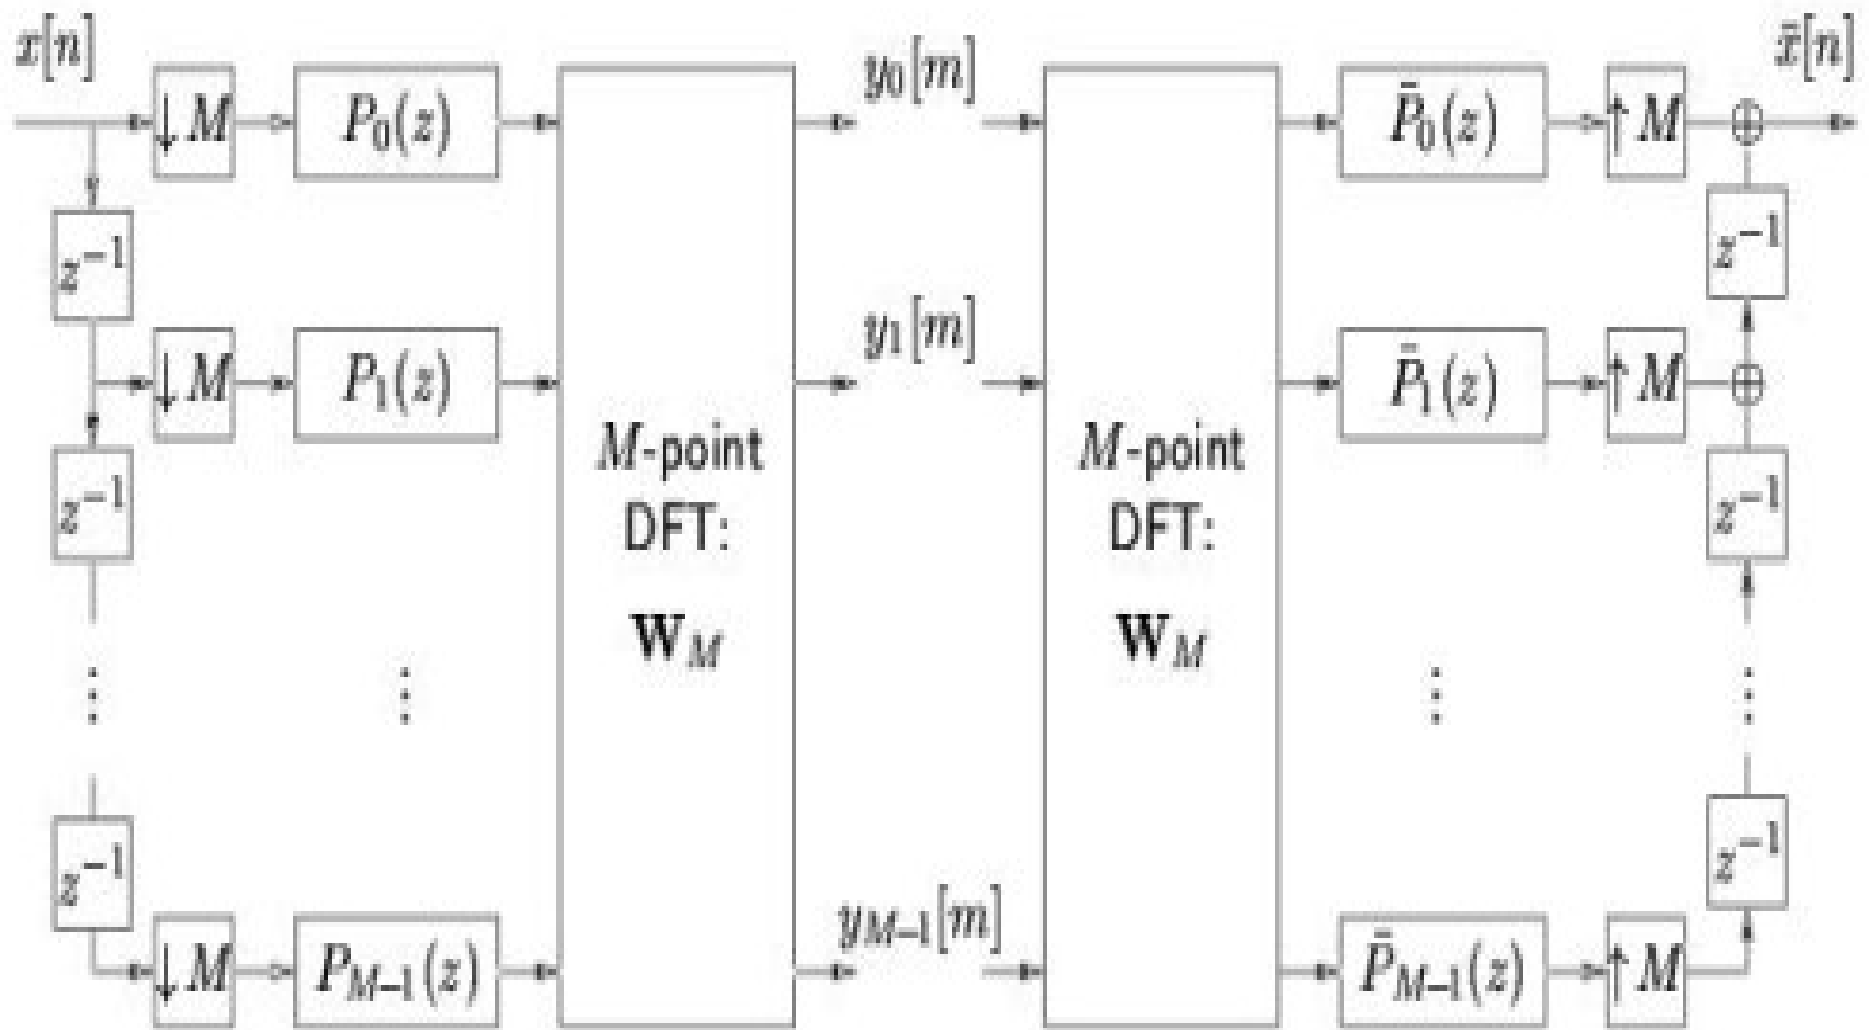 x[n]
↓M
P₀(z)
y₀[m]
P̄₀(z)
↑M
x̄[n]
z⁻¹
z⁻¹
↓M
P₁(z)
y₁[m]
P̄₁(z)
↑M
z⁻¹
z⁻¹
M-point
DFT:
W_M
M-point
DFT:
W_M
⋮
⋮
⋮
⋮
z⁻¹
z⁻¹
↓M
P_{M–1}(z)
y_{M–1}[m]
P̄_{M–1}(z)
↑M